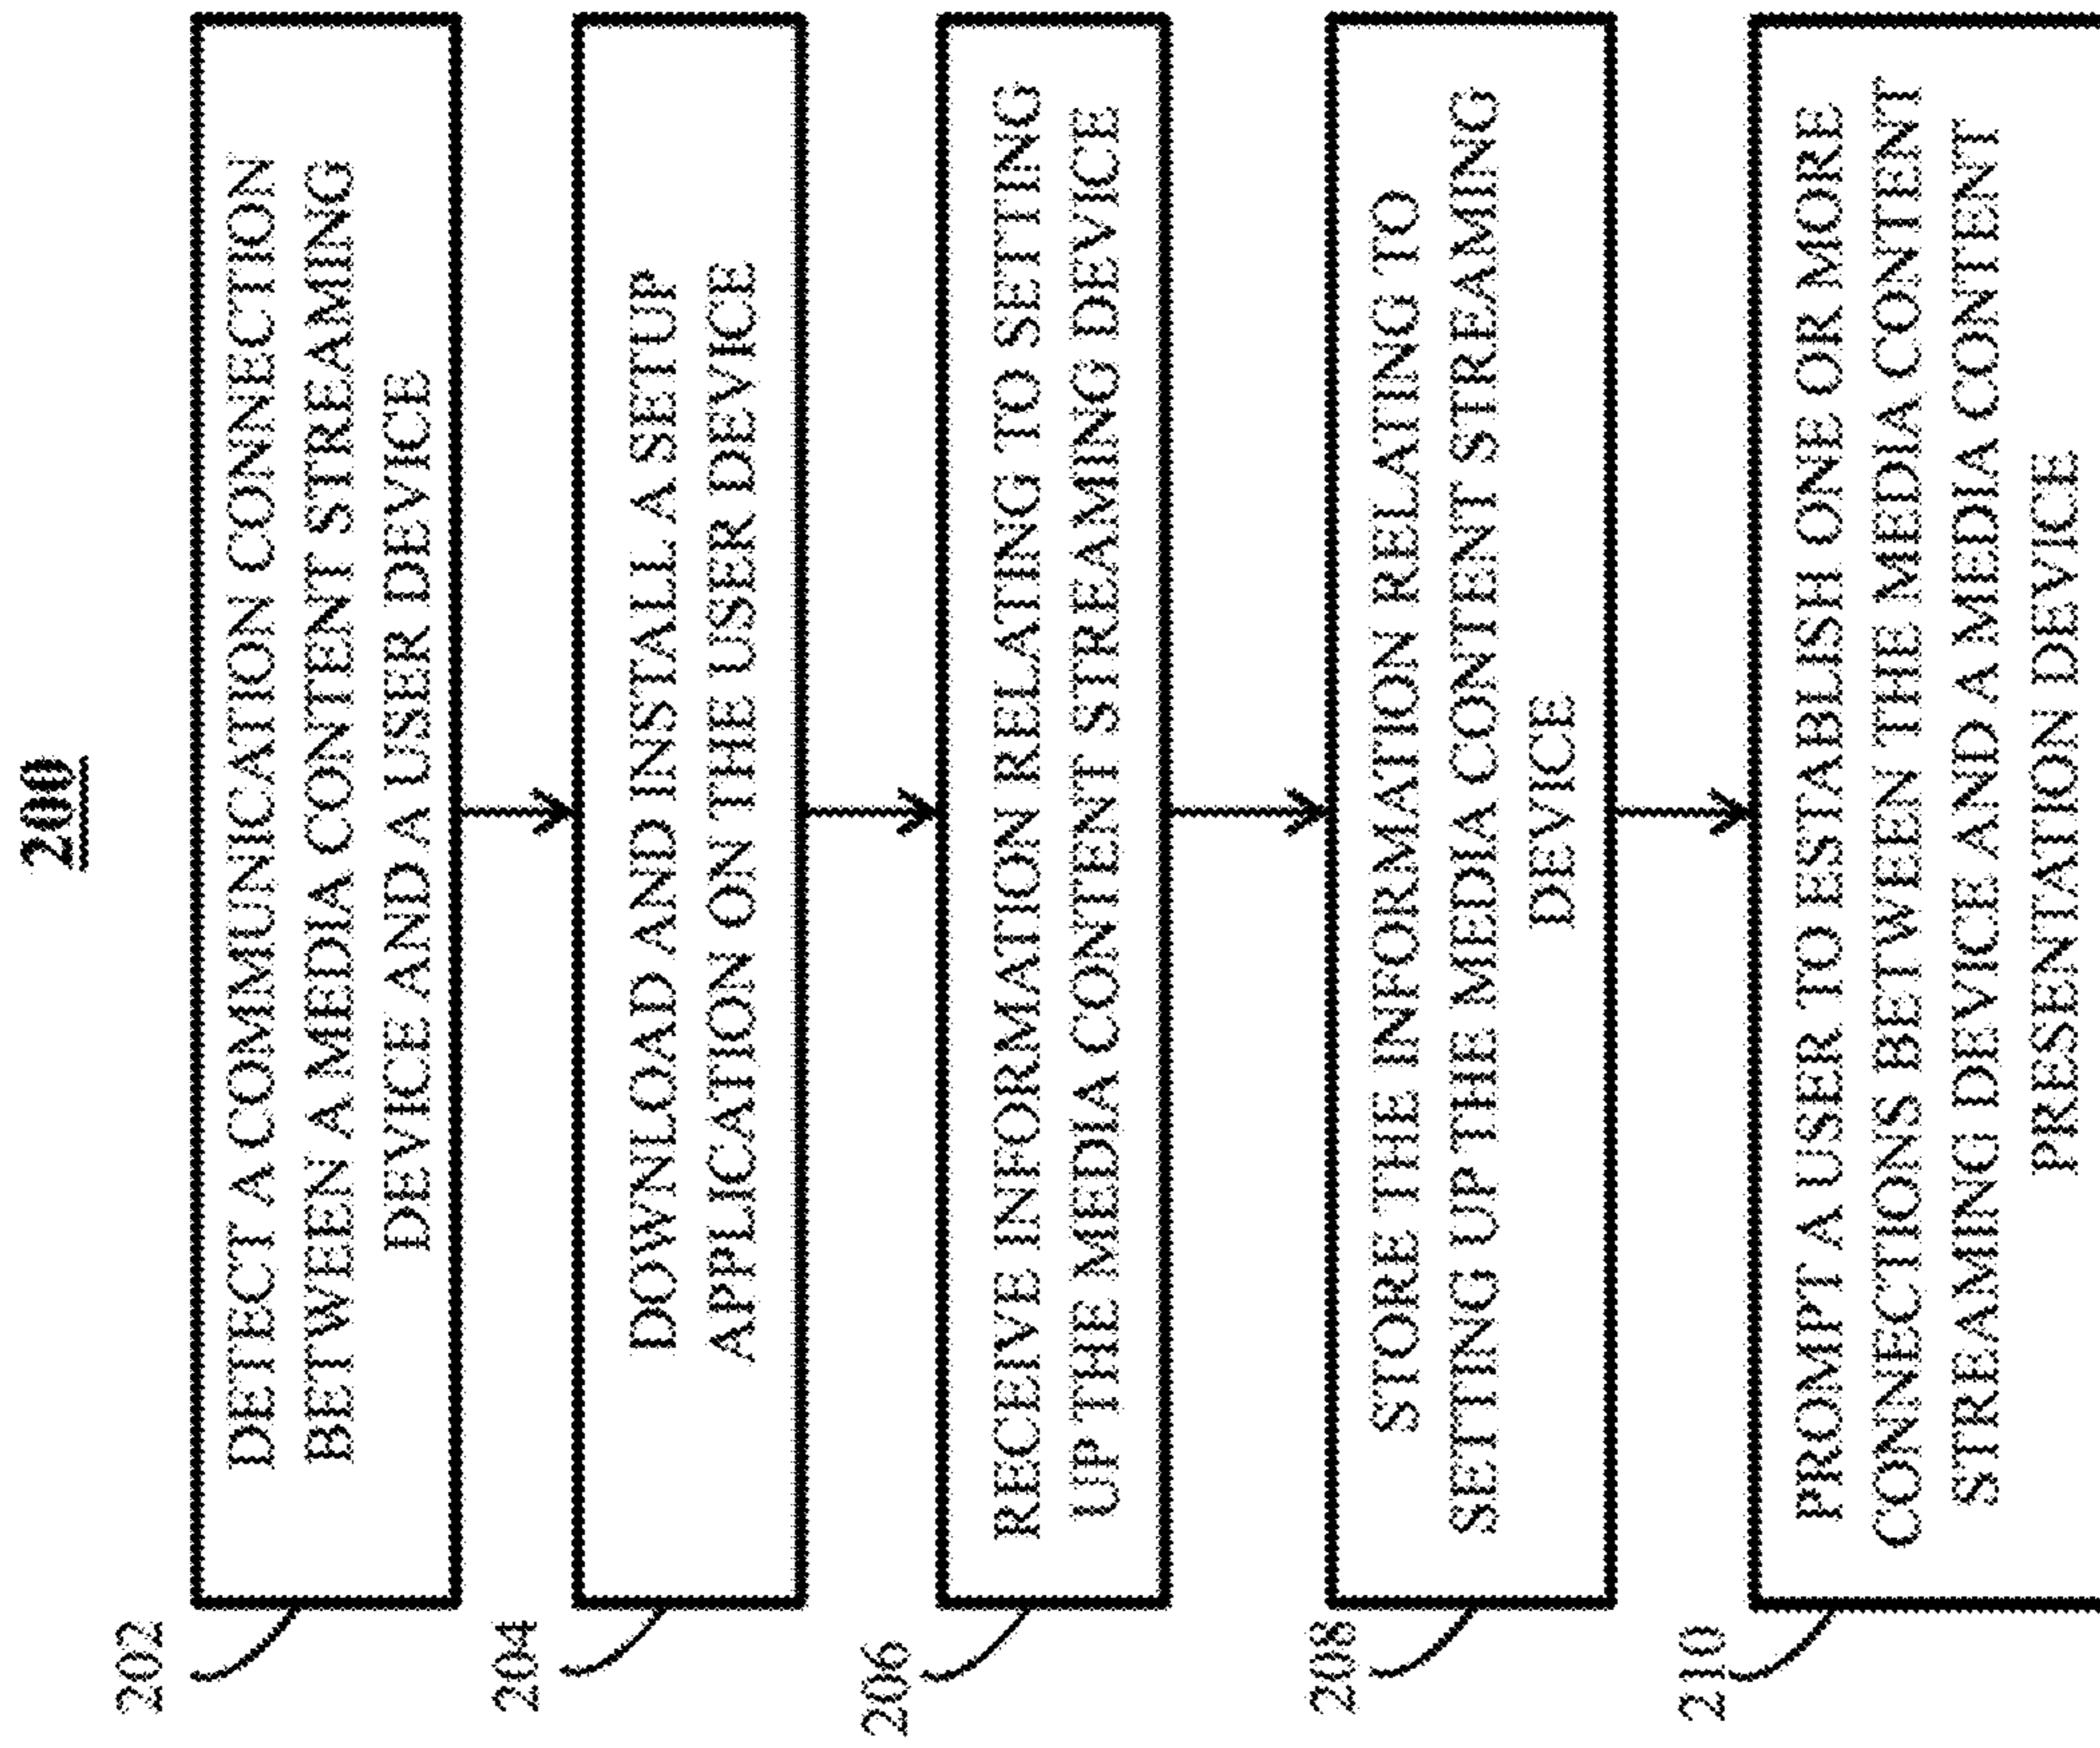 200
202
DETECT A COMMUNICATION CONNECTION
BETWEEN A MEDIA CONTENT STREAMING
DEVICE AND A USER DEVICE
204
DOWNLOAD AND INSTALL A SETUP
APPLICATION ON THE USER DEVICE
206
RECEIVE INFORMATION RELATING TO SETTING
UP THE MEDIA CONTENT STREAMING DEVICE
208
STORE THE INFORMATION RELATING TO
SETTING UP THE MEDIA CONTENT STREAMING
DEVICE
210
PROMPT A USER TO ESTABLISH ONE OR MORE
CONNECTIONS BETWEEN THE MEDIA CONTENT
STREAMING DEVICE AND A MEDIA CONTENT
PRESENTATION DEVICE